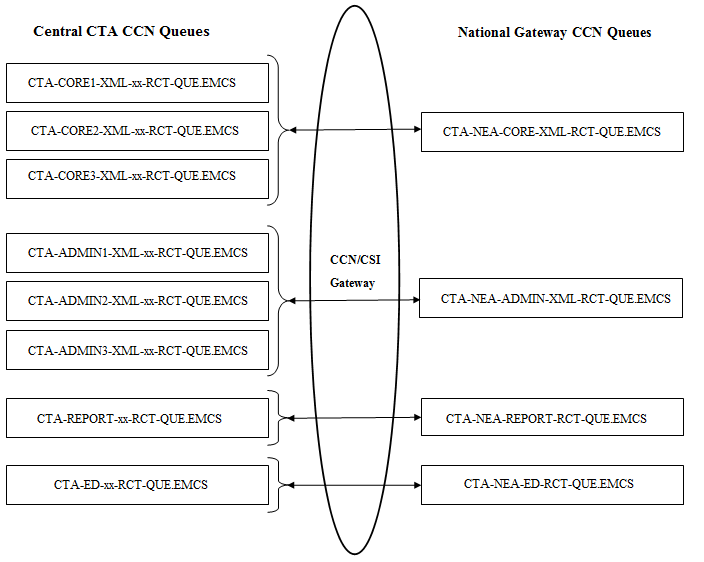 Central CTA CCN Queues
National Gateway CCN Queues
CTA-CORE1-XML-xx-RCT-QUE.EMCS
CTA-CORE2-XML-xx-RCT-QUE.EMCS
CTA-CORE3-XML-xx-RCT-QUE.EMCS
CTA-NEA-CORE-XML-RCT-QUE.EMCS
CCN/CSI
Gateway
CTA-ADMIN1-XML-xx-RCT-QUE.EMCS
CTA-ADMIN2-XML-xx-RCT-QUE.EMCS
CTA-ADMIN3-XML-xx-RCT-QUE.EMCS
CTA-NEA-ADMIN-XML-RCT-QUE.EMCS
CTA-REPORT-xx-RCT-QUE.EMCS
CTA-NEA-REPORT-RCT-QUE.EMCS
CTA-ED-xx-RCT-QUE.EMCS
CTA-NEA-ED-RCT-QUE.EMCS